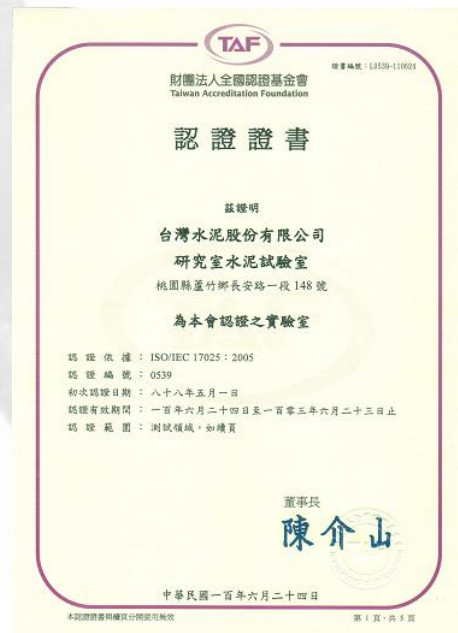 TAF
證書編號：L0539-110624
財團法人全國認證基金會
Taiwan Accreditation Foundation
認證證書
茲證明
台灣水泥股份有限公司
研究室水泥試驗室
桃園縣蘆竹鄉長安路一段 148 號
為本會認證之實驗室
認證依據：ISO/IEC 17025：2005
認證編號：0539
初次認證日期：八十八年五月一日
認證有效期間：一百年六月二十四日至一百零三年六月二十三日止
認證範圍：測試領域，如續頁
董事長
陳介山
中華民國一百年六月二十四日
本認證證書與續頁分開使用無效
第 1 頁，共 5 頁